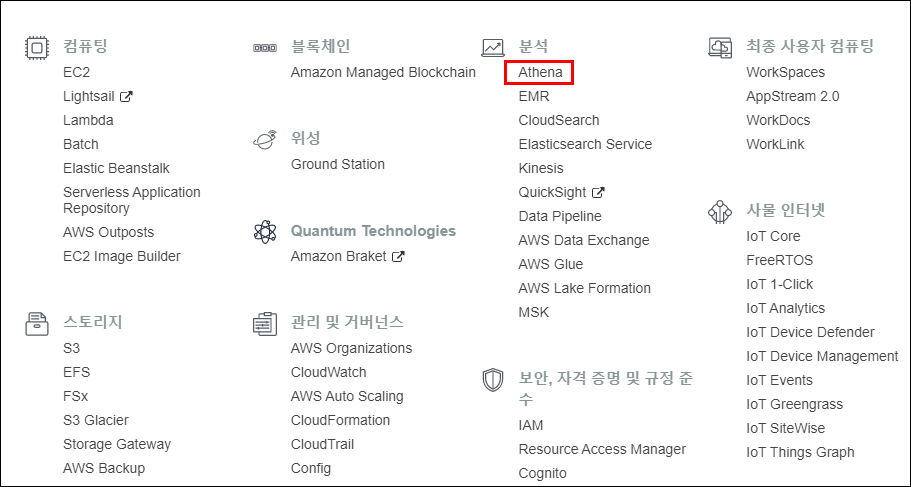 컴퓨팅
EC2
Lightsail
Lambda
Batch
Elastic Beanstalk
Serverless Application
Repository
AWS Outposts
EC2 Image Builder
스토리지
S3
EFS
FSx
S3 Glacier
Storage Gateway
AWS Backup
블록체인
Amazon Managed Blockchain
위성
Ground Station
Quantum Technologies
Amazon Braket
관리 및 거버넌스
AWS Organizations
CloudWatch
AWS Auto Scaling
CloudFormation
CloudTrail
Config
분석
Athena
EMR
CloudSearch
Elasticsearch Service
Kinesis
QuickSight
Data Pipeline
AWS Data Exchange
AWS Glue
AWS Lake Formation
MSK
보안, 자격 증명 및 규정 준
수
IAM
Resource Access Manager
Cognito
최종 사용자 컴퓨팅
WorkSpaces
AppStream 2.0
WorkDocs
WorkLink
사물 인터넷
IoT Core
FreeRTOS
IoT 1-Click
IoT Analytics
IoT Device Defender
IoT Device Management
IoT Events
IoT Greengrass
IoT SiteWise
IoT Things Graph